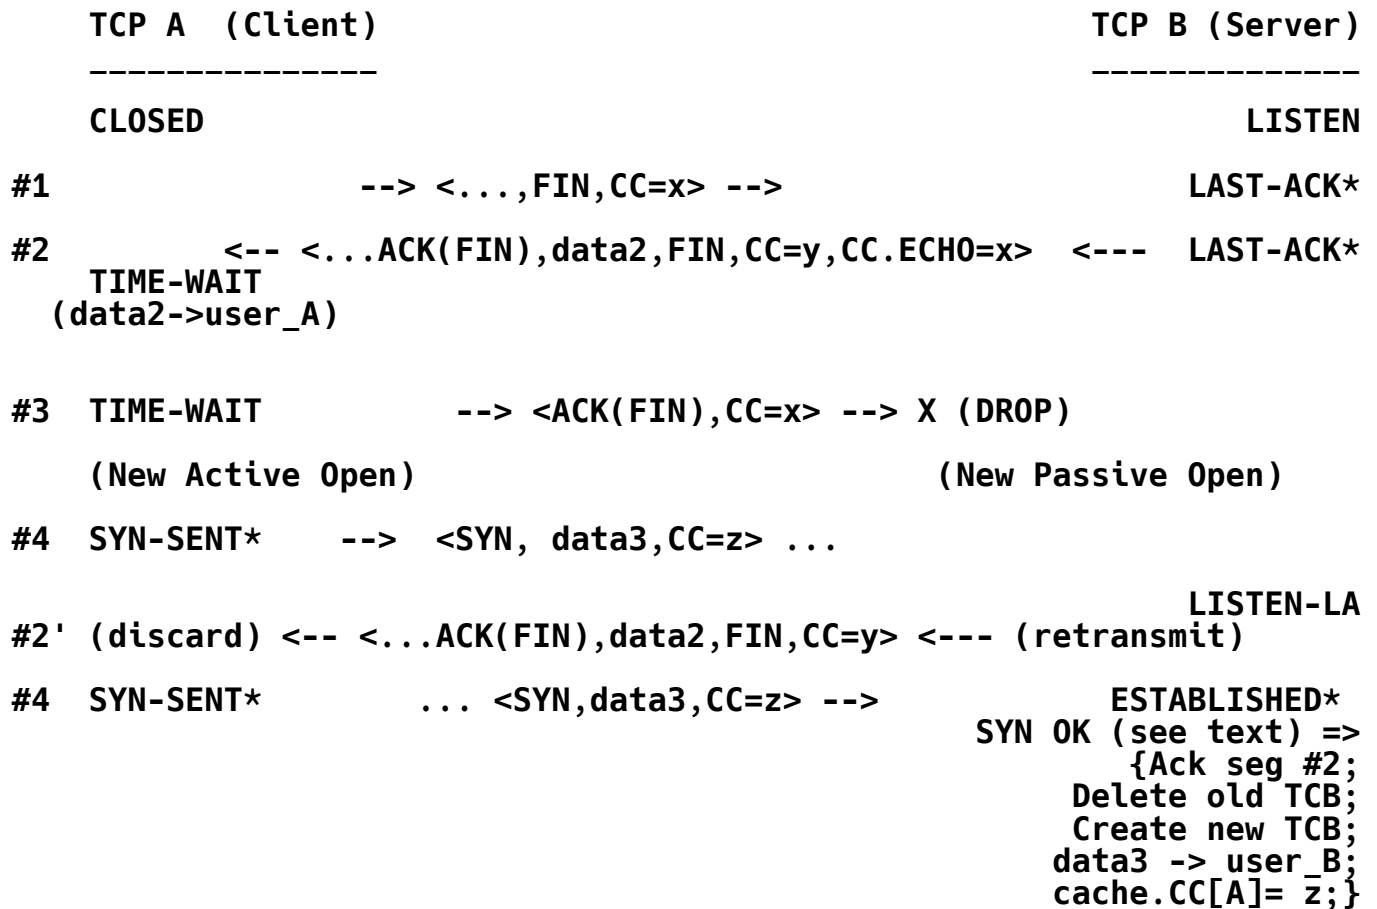 TCP A  (Client)                                     TCP B (Server)
_______________                                     ______________
CLOSED                                                      LISTEN
#1                --> <...,FIN,CC=x> -->                     LAST-ACK*
#2         <-- <...ACK(FIN),data2,FIN,CC=y,CC.ECHO=x>  <---  LAST-ACK*
TIME-WAIT
(data2->user_A)
#3  TIME-WAIT          --> <ACK(FIN),CC=x> --> X (DROP)
(New Active Open)                           (New Passive Open)
#4  SYN-SENT*    -->  <SYN, data3,CC=z> ...
LISTEN-LA
#2' (discard) <-- <...ACK(FIN),data2,FIN,CC=y> <--- (retransmit)
#4  SYN-SENT*        ... <SYN,data3,CC=z> -->            ESTABLISHED*
SYN OK (see text) =>
{Ack seg #2;
Delete old TCB;
Create new TCB;
data3 -> user_B;
cache.CC[A]= z;}